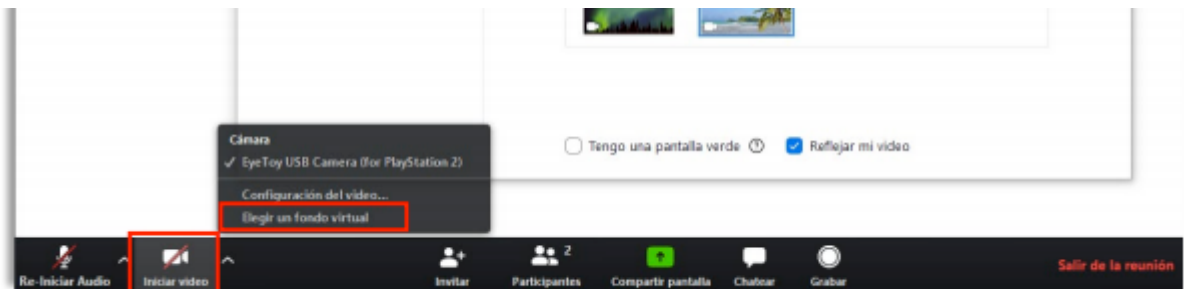 Cámara
✓ EyeToy USB Camera (for PlayStation 2)
Configuración del video...
Elegir un fondo virtual
Tengo una pantalla verde
Reflejar mi video
Re-Iniciar Audio
Iniciar video
Invitar
2
Participantes
Compartir pantalla
Chatear
Grabar
Salir de la reunión